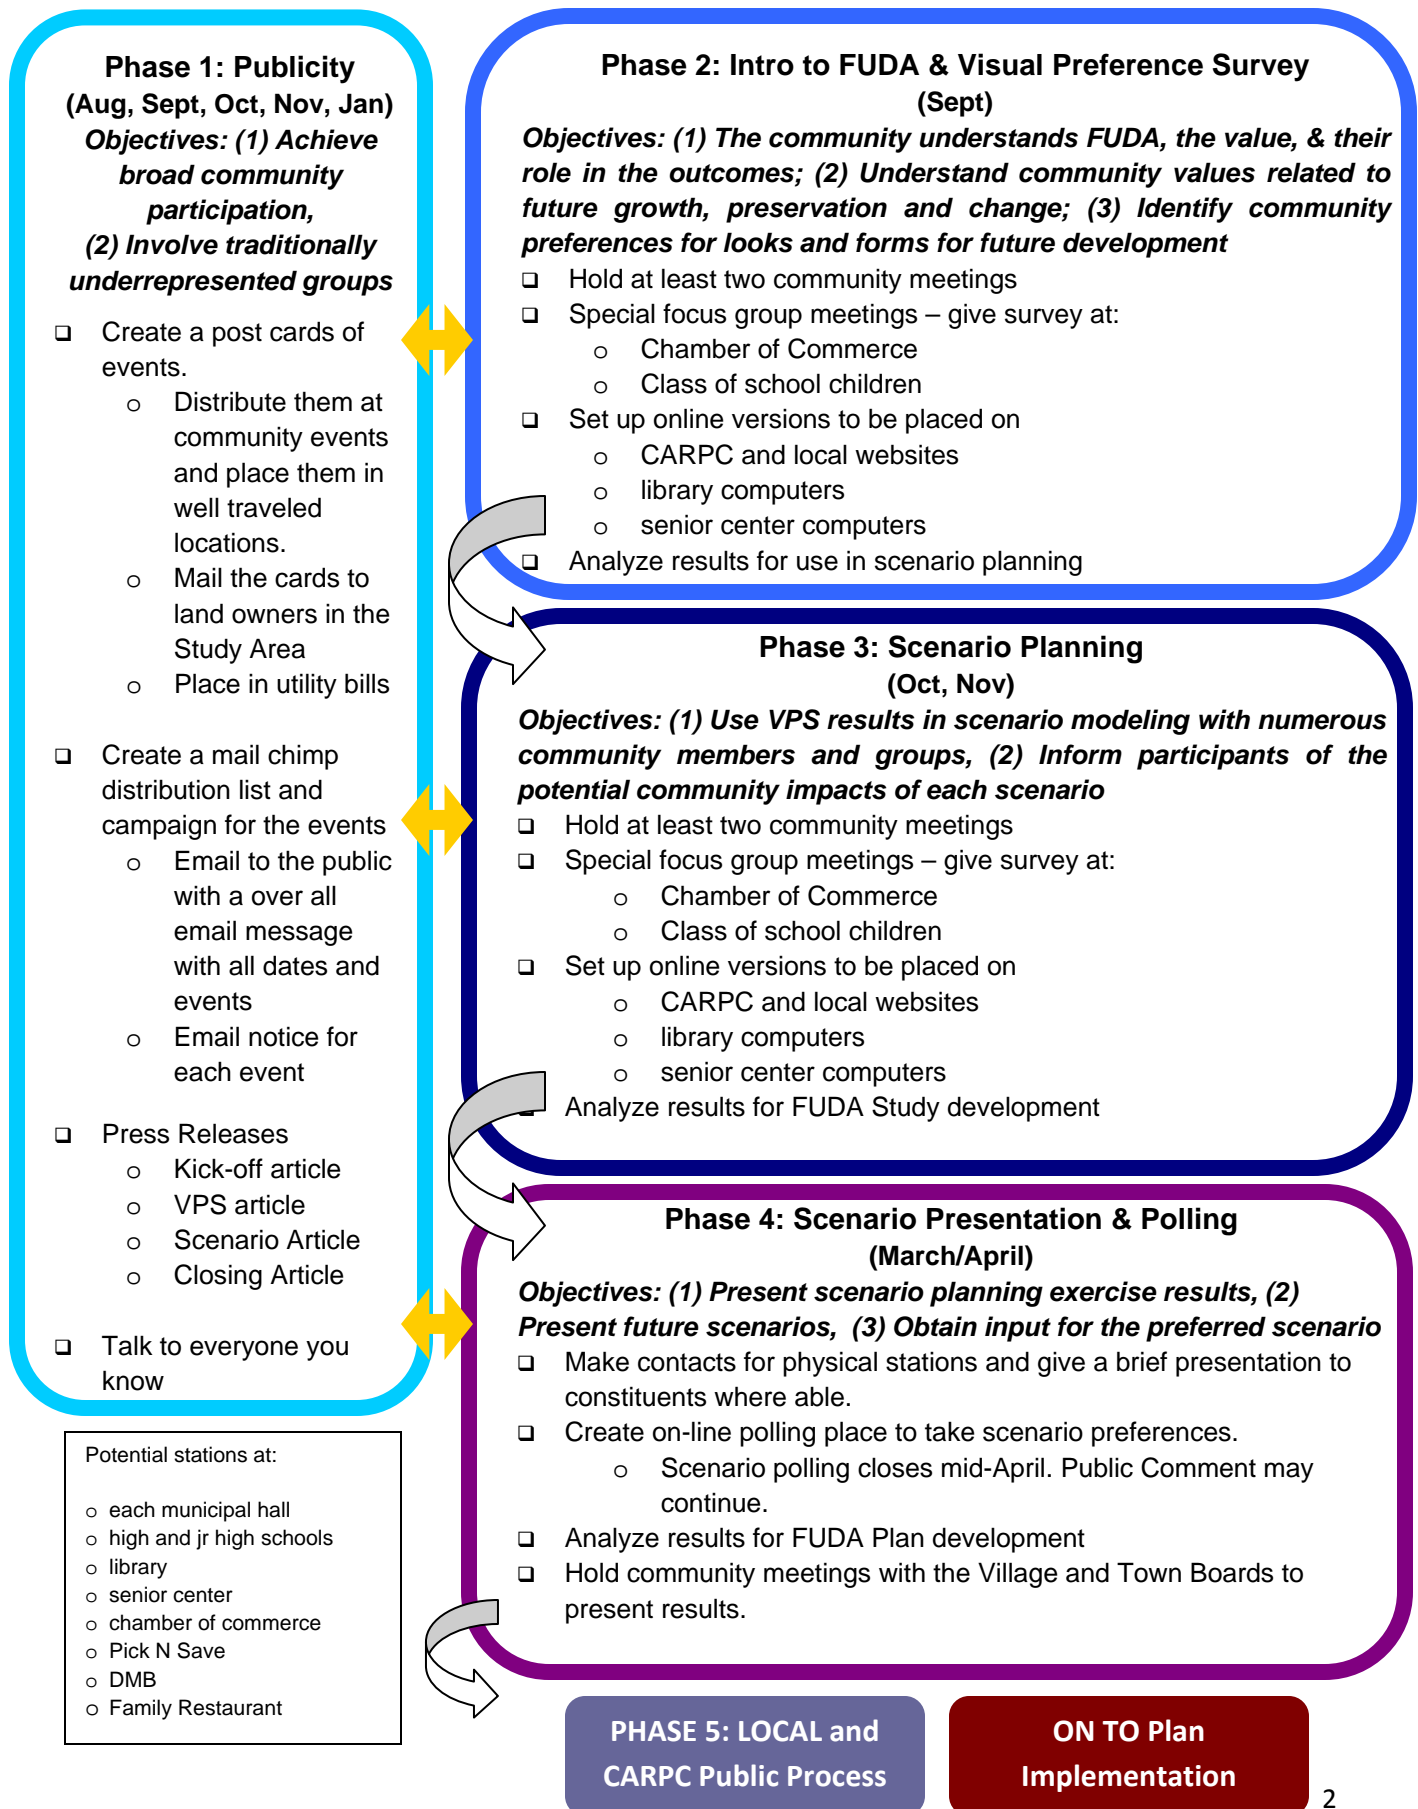 Phase 1: Publicity
(Aug, Sept, Oct, Nov, Jan)
Objectives: (1) Achieve
broad community
participation,
(2) Involve traditionally
underrepresented groups
❑ Create a post cards of
events.
o Distribute them at
community events
and place them in
well traveled
locations.
o Mail the cards to
land owners in the
Study Area
o Place in utility bills
❑ Create a mail chimp
distribution list and
campaign for the events
o Email to the public
with a over all
email message
with all dates and
events
o Email notice for
each event
❑ Press Releases
o Kick-off article
o VPS article
o Scenario Article
o Closing Article
❑ Talk to everyone you
know
Potential stations at:
o each municipal hall
o high and jr high schools
o library
o senior center
o chamber of commerce
o Pick N Save
o DMB
o Family Restaurant
Phase 2: Intro to FUDA & Visual Preference Survey
(Sept)
Objectives: (1) The community understands FUDA, the value, & their
role in the outcomes; (2) Understand community values related to
future growth, preservation and change; (3) Identify community
preferences for looks and forms for future development
❑ Hold at least two community meetings
❑ Special focus group meetings – give survey at:
o Chamber of Commerce
o Class of school children
❑ Set up online versions to be placed on
o CARPC and local websites
o library computers
o senior center computers
❑ Analyze results for use in scenario planning
Phase 3: Scenario Planning
(Oct, Nov)
Objectives: (1) Use VPS results in scenario modeling with numerous
community members and groups, (2) Inform participants of the
potential community impacts of each scenario
❑ Hold at least two community meetings
❑ Special focus group meetings – give survey at:
o Chamber of Commerce
o Class of school children
❑ Set up online versions to be placed on
o CARPC and local websites
o library computers
o senior center computers
❑ Analyze results for FUDA Study development
Phase 4: Scenario Presentation & Polling
(March/April)
Objectives: (1) Present scenario planning exercise results, (2)
Present future scenarios, (3) Obtain input for the preferred scenario
❑ Make contacts for physical stations and give a brief presentation to
constituents where able.
❑ Create on-line polling place to take scenario preferences.
o Scenario polling closes mid-April. Public Comment may
continue.
❑ Analyze results for FUDA Plan development
❑ Hold community meetings with the Village and Town Boards to
present results.
PHASE 5: LOCAL and
CARPC Public Process
ON TO Plan
Implementation
2